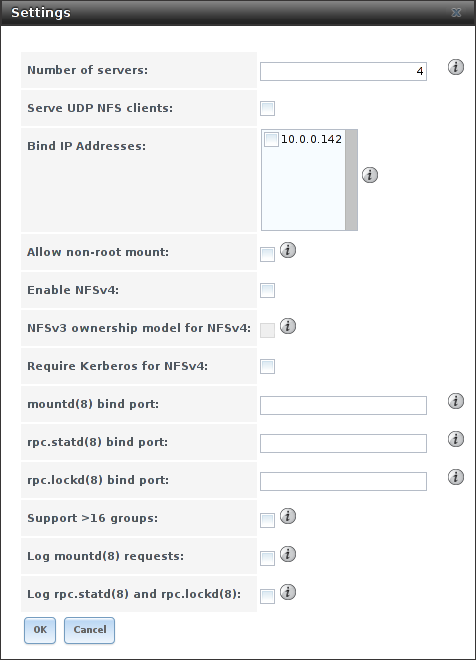 Settings
Number of servers:
4
Serve UDP NFS clients:
Bind IP Addresses:
10.0.0.142
Allow non-root mount:
Enable NFSv4:
NFSv3 ownership model for NFSv4:
Require Kerberos for NFSv4:
mountd(8) bind port:
rpc.statd(8) bind port:
rpc.lockd(8) bind port:
Support >16 groups:
Log mountd(8) requests:
Log rpc.statd(8) and rpc.lockd(8):
OK Cancel